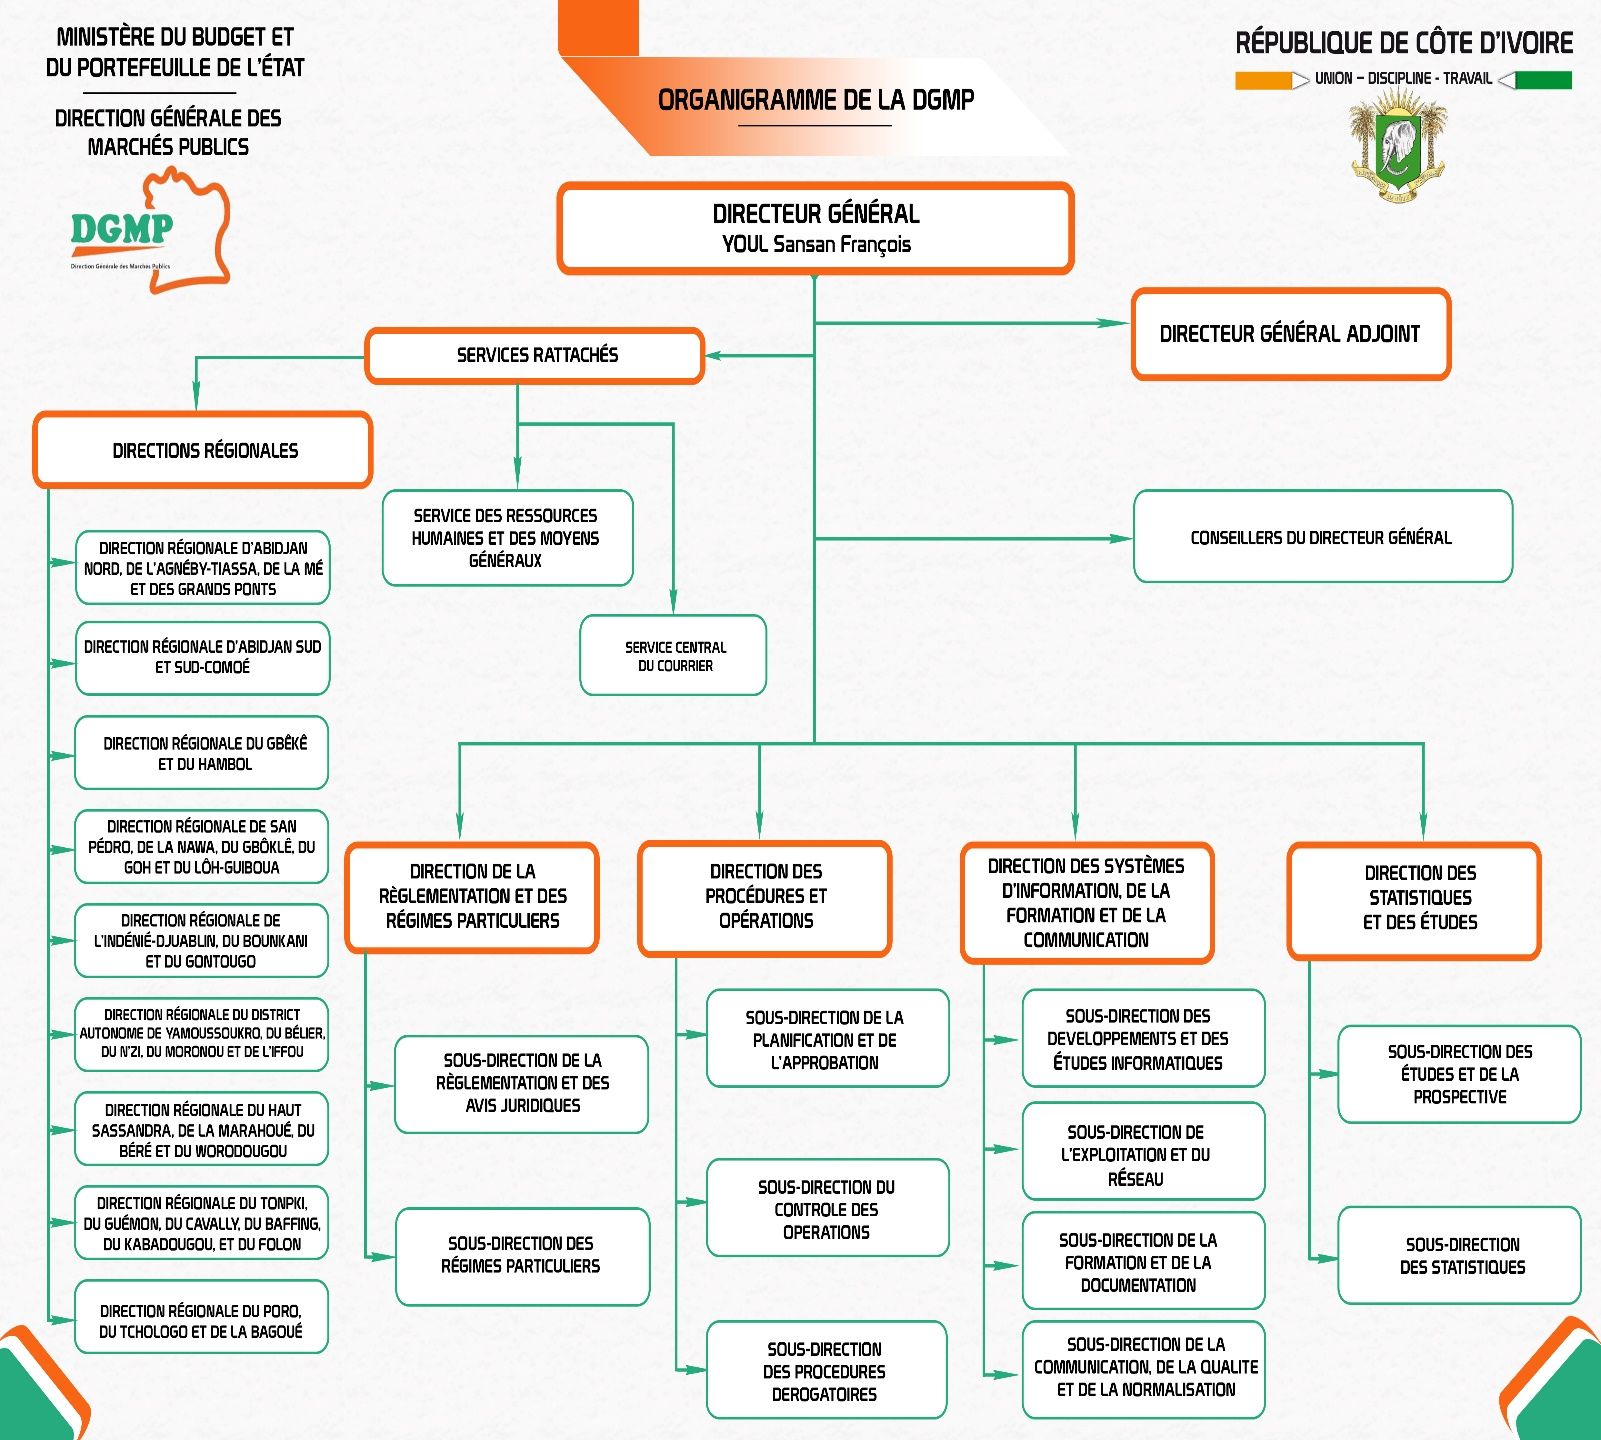 MINISTÈRE DU BUDGET ET
DU PORTEFEUILLE DE L'ÉTAT
DIRECTION GÉNÉRALE DES
MARCHÉS PUBLICS
DGMP
Direction Générale des Marchés Publics
ORGANIGRAMME DE LA DGMP
RÉPUBLIQUE DE CÔTE D'IVOIRE
UNION – DISCIPLINE - TRAVAIL
DIRECTEUR GÉNÉRAL
YOUL Sansan François
DIRECTEUR GÉNÉRAL ADJOINT
SERVICES RATTACHÉS
DIRECTIONS RÉGIONALES
SERVICE DES RESSOURCES
HUMAINES ET DES MOYENS
GÉNÉRAUX
SERVICE CENTRAL
DU COURRIER
CONSEILLERS DU DIRECTEUR GÉNÉRAL
DIRECTION RÉGIONALE D'ABIDJAN
NORD, DE L'AGNÉBY-TIASSA, DE LA MÉ
ET DES GRANDS PONTS
DIRECTION RÉGIONALE D'ABIDJAN SUD
ET SUD-COMOÉ
DIRECTION RÉGIONALE DU GBÊKÊ
ET DU HAMBOL
DIRECTION RÉGIONALE DE SAN
PÉDRO, DE LA NAWA, DU GBÔKLÊ, DU
GOH ET DU LÔH-GUIBOUA
DIRECTION RÉGIONALE DE
L'INDÉNIÉ-DJUABLIN, DU BOUNKANI
ET DU GONTOUGO
DIRECTION RÉGIONALE DU DISTRICT
AUTONOME DE YAMOUSSOUKRO, DU BÉLIER,
DU N'ZI, DU MORONOU ET DE L'IFFOU
DIRECTION RÉGIONALE DU HAUT
SASSANDRA, DE LA MARAHOUÉ, DU
BÉRÉ ET DU WORODOUGOU
DIRECTION RÉGIONALE DU TONPKI,
DU GUÉMON, DU CAVALLY, DU BAFFING,
DU KABADOUGOU, ET DU FOLON
DIRECTION RÉGIONALE DU PORO,
DU TCHOLOGO ET DE LA BAGOUÉ
DIRECTION DE LA
RÈGLEMENTATION ET DES
RÉGIMES PARTICULIERS
SOUS-DIRECTION DE LA
RÈGLEMENTATION ET DES
AVIS JURIDIQUES
SOUS-DIRECTION DES
RÉGIMES PARTICULIERS
DIRECTION DES
PROCÉDURES ET
OPÉRATIONS
SOUS-DIRECTION DE LA
PLANIFICATION ET DE
L'APPROBATION
SOUS-DIRECTION DU
CONTROLE DES
OPERATIONS
SOUS-DIRECTION
DES PROCEDURES
DEROGATOIRES
DIRECTION DES SYSTÈMES
D'INFORMATION, DE LA
FORMATION ET DE LA
COMMUNICATION
SOUS-DIRECTION DES
DEVELOPPEMENTS ET DES
ÉTUDES INFORMATIQUES
SOUS-DIRECTION DE
L'EXPLOITATION ET DU
RÉSEAU
SOUS-DIRECTION DE LA
FORMATION ET DE LA
DOCUMENTATION
SOUS-DIRECTION DE LA
COMMUNICATION, DE LA QUALITE
ET DE LA NORMALISATION
DIRECTION DES
STATISTIQUES
ET DES ÉTUDES
SOUS-DIRECTION DES
ÉTUDES ET DE LA
PROSPECTIVE
SOUS-DIRECTION
DES STATISTIQUES